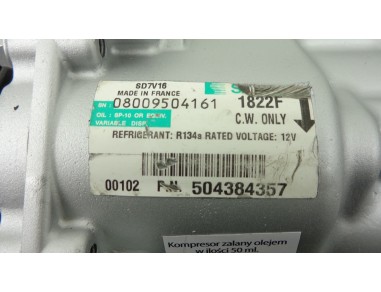 SD7V16
MADE IN FRANCE
SN : 08009504161 1822F
OIL : SP-10 OR EQUIV. C.W. ONLY
VARIABLE DISP.
REFRIGERANT: R134a RATED VOLTAGE: 12V
00102 P.N. 504384357
Kompresor zalany olejem
w ilości 50 ml.